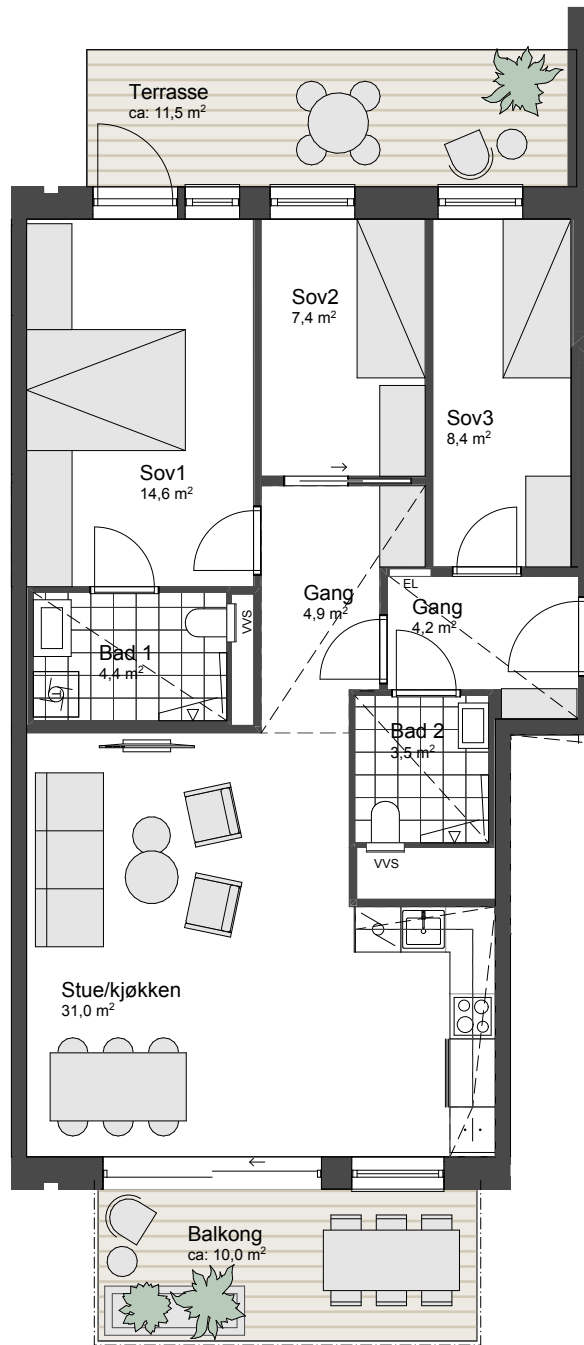 Terrasse
ca: 11,5 m²
Sov2
7,4 m²
Sov3
8,4 m²
Sov1
14,6 m²
EL
Gang
4,9 m²
Gang
4,2 m²
VVS
Bad 1
4,4 m²
Bad 2
3,5 m²
VVS
Stue/kjøkken
31,0 m²
Balkong
ca: 10,0 m²